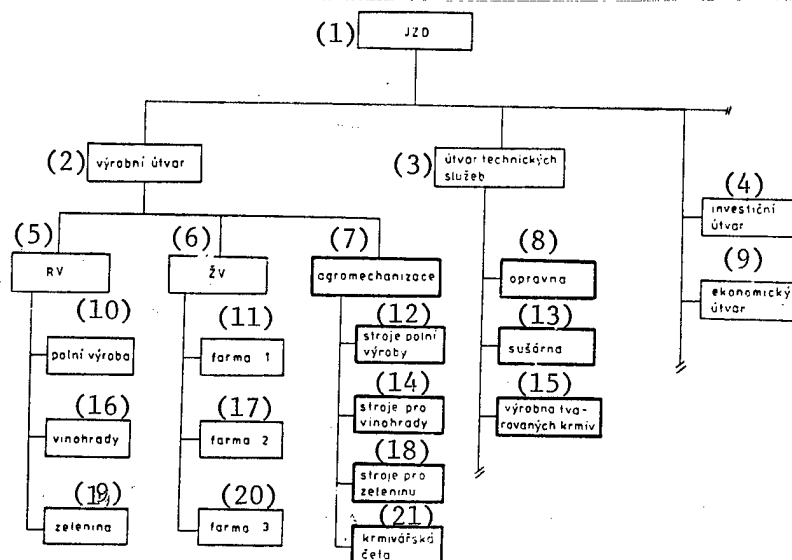 (1) JZD
(2) výrobní útvar
(3) útvar technických
služeb
(4)
investiční
útvar
(5) (6) (7) (8) (9)
RV ŽV agromechanizace opravna ekonomický
útvar
(10) (11) (12) (13)
polní výroba farma 1 stroje polní
výroby sušárna
(16) (17) (14) (15)
vinohrady farma 2 stroje pro
vinohrady výrobna tva-
rovaných krmiv
(19) (20) (18)
zelenina farma 3 stroje pro
zeleninu
(21)
krmivářská
četa